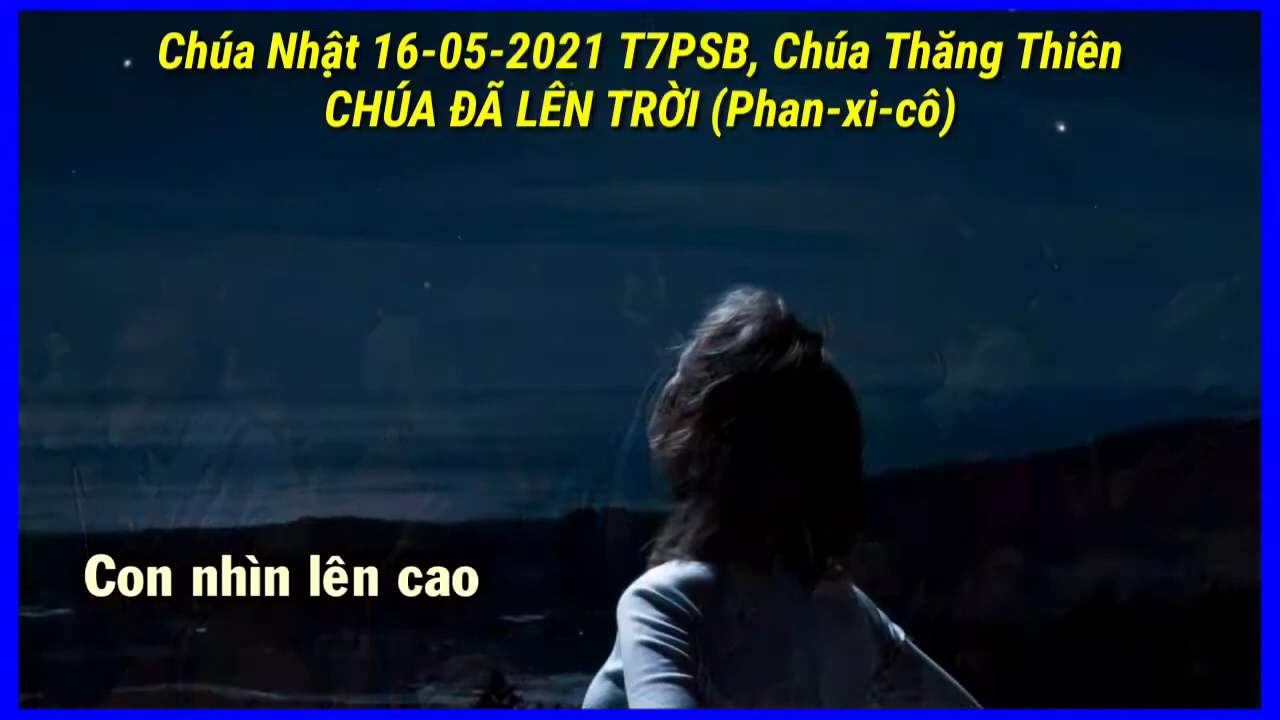 Chúa Nhật 16-05-2021 T7PSB, Chúa Thăng Thiên
CHÚA ĐÃ LÊN TRỜI (Phan-xi-cô)
Con nhìn lên cao